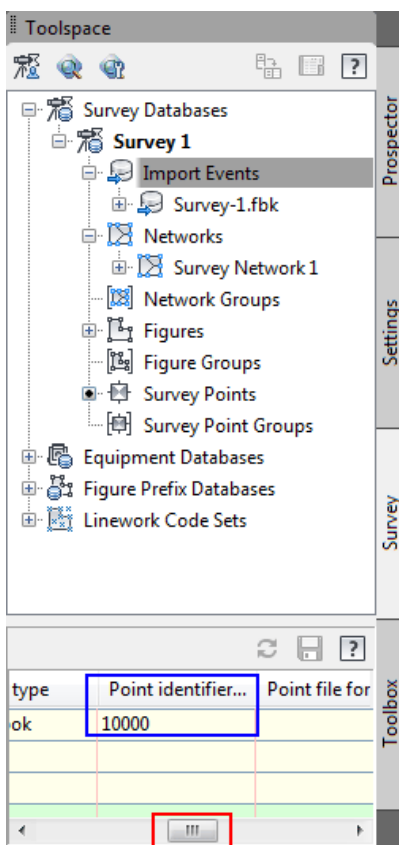 Toolspace
Survey Databases
Survey 1
Import Events
Survey-1.fbk
Networks
Survey Network 1
Network Groups
Figures
Figure Groups
Survey Points
Survey Point Groups
Equipment Databases
Figure Prefix Databases
Linework Code Sets
Prospector
Settings
Survey
Toolbox
type Point identifier... Point file for
ok 10000